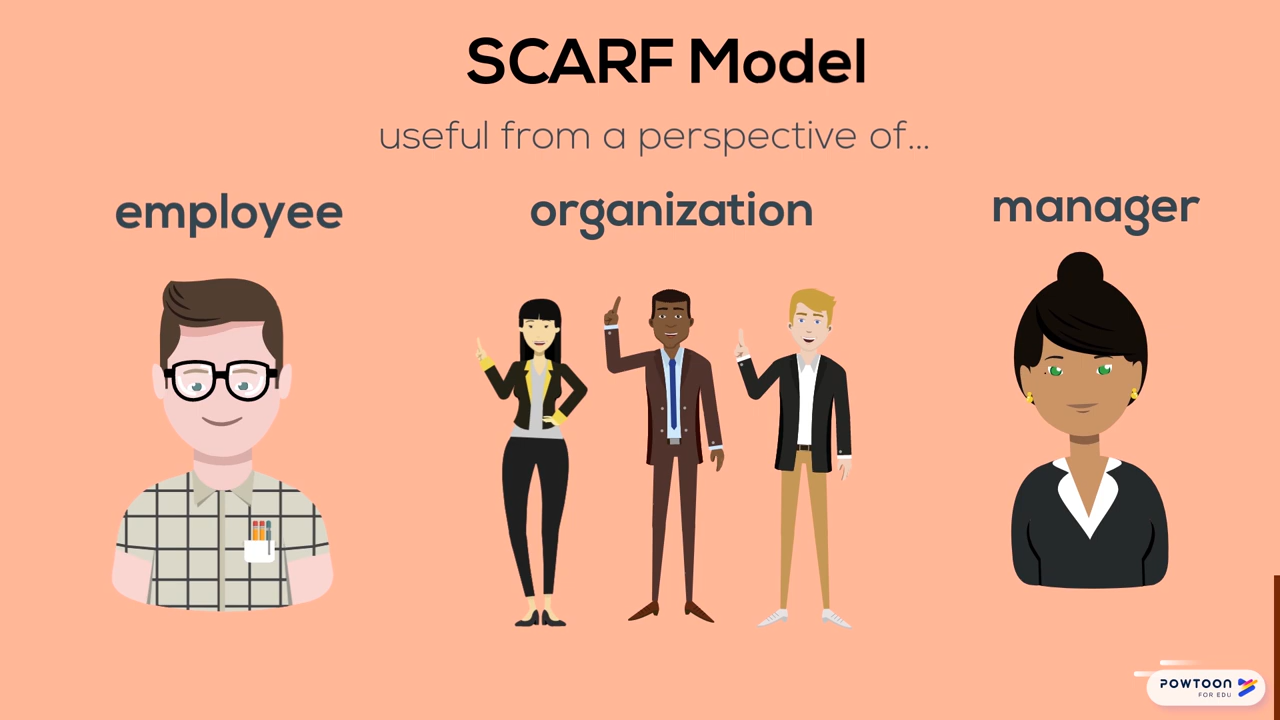 SCARF Model
useful from a perspective of...
employee
organization
manager
POWTOON
FOR EDU